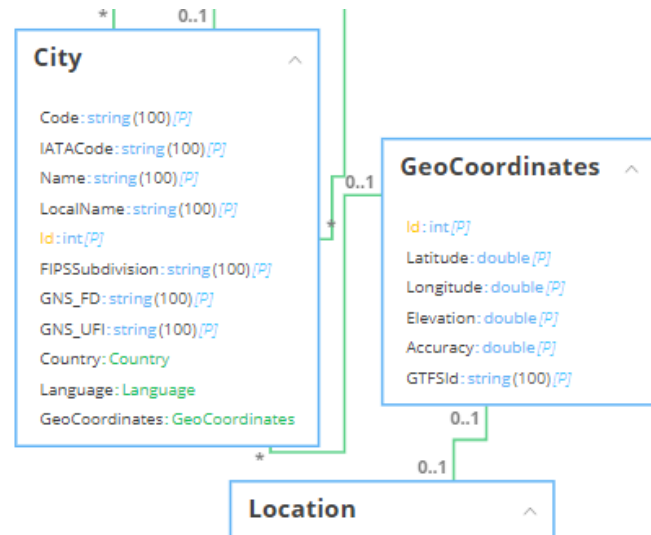 * 0..1
City
Code:string(100)[P]
IATACode:string(100)[P]
Name:string(100)[P]
LocalName:string(100)[P]
Id:int[P]
FIPSSubdivision:string(100)[P]
GNS_FD:string(100)[P]
GNS_UFI:string(100)[P]
Country:Country
Language:Language
GeoCoordinates:GeoCoordinates
*
*
0..1
GeoCoordinates
Id:int[P]
Latitude:double[P]
Longitude:double[P]
Elevation:double[P]
Accuracy:double[P]
GTFSId:string(100)[P]
0..1
0..1
Location